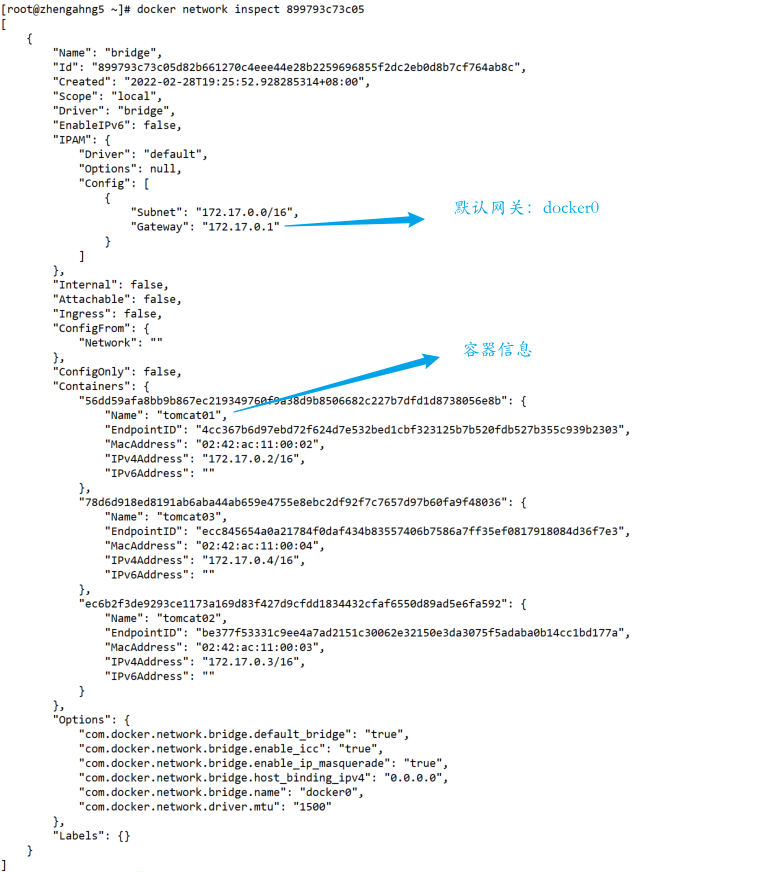 [root@zhengahng5 ~]# docker network inspect 899793c73c05
[
    {
        "Name": "bridge",
        "Id": "899793c73c05d82b661270c4eee44e28b2259696855f2dc2eb0d8b7cf764ab8c",
        "Created": "2022-02-28T19:25:52.928285314+08:00",
        "Scope": "local",
        "Driver": "bridge",
        "EnableIPv6": false,
        "IPAM": {
            "Driver": "default",
            "Options": null,
            "Config": [
                {
                    "Subnet": "172.17.0.0/16",
                    "Gateway": "172.17.0.1"
默认网关：docker0
                }
            ]
        },
        "Internal": false,
        "Attachable": false,
        "Ingress": false,
        "ConfigFrom": {
            "Network": ""
        },
容器信息
        "ConfigOnly": false,
        "Containers": {
            "56dd59afa8bb9b867ec219349760f9a38d9b8506682c227b7dfd1d8738056e8b": {
                "Name": "tomcat01",
                "EndpointID": "4cc367b6d97ebd72f624d7e532bed1cbf323125b7b520fdb527b355c939b2303",
                "MacAddress": "02:42:ac:11:00:02",
                "IPv4Address": "172.17.0.2/16",
                "IPv6Address": ""
            },
            "78d6d918ed8191ab6aba44ab659e4755e8ebc2df92f7c7657d97b60fa9f48036": {
                "Name": "tomcat03",
                "EndpointID": "ecc845654a0a21784f0daf434b83557406b7586a7ff35ef0817918084d36f7e3",
                "MacAddress": "02:42:ac:11:00:04",
                "IPv4Address": "172.17.0.4/16",
                "IPv6Address": ""
            },
            "ec6b2f3de9293ce1173a169d83f427d9cfdd1834432cfaf6550d89ad5e6fa592": {
                "Name": "tomcat02",
                "EndpointID": "be377f53331c9ee4a7ad2151c30062e32150e3da3075f5adaba0b14cc1bd177a",
                "MacAddress": "02:42:ac:11:00:03",
                "IPv4Address": "172.17.0.3/16",
                "IPv6Address": ""
            }
        },
        "Options": {
            "com.docker.network.bridge.default_bridge": "true",
            "com.docker.network.bridge.enable_icc": "true",
            "com.docker.network.bridge.enable_ip_masquerade": "true",
            "com.docker.network.bridge.host_binding_ipv4": "0.0.0.0",
            "com.docker.network.bridge.name": "docker0",
            "com.docker.network.driver.mtu": "1500"
        },
        "Labels": {}
    }
]